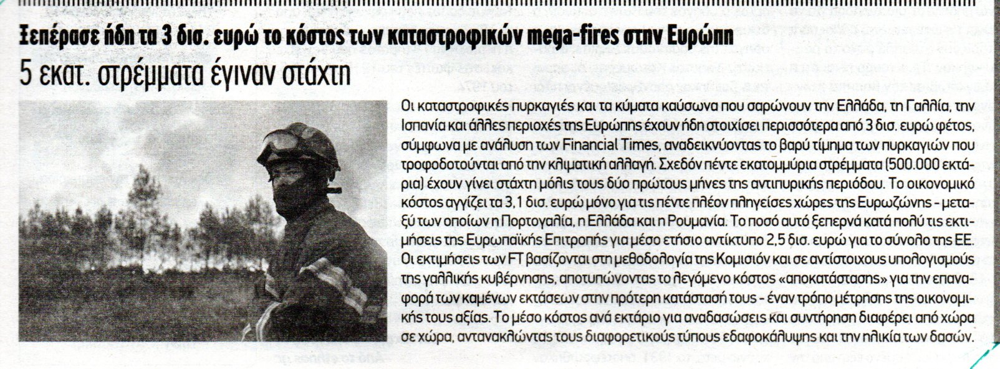 Ξεπέρασε ήδη τα 3 δισ. ευρώ το κόστος των καταστροφικών mega-fires στην Ευρώπη
5 εκατ. στρέμματα έγιναν στάχτη
Οι καταστροφικές πυρκαγιές και τα κύματα καύσωνα που σαρώνουν την Ελλάδα, τη Γαλλία, την
Ισπανία και άλλες περιοχές της Ευρώπης έχουν ήδη στοιχίσει περισσότερα από 3 δισ. ευρώ φέτος,
σύμφωνα με ανάλυση των Financial Times, αναδεικνύοντας το βαρύ τίμημα των πυρκαγιών που
τροφοδοτούνται από την κλιματική αλλαγή. Σχεδόν πέντε εκατομμύρια στρέμματα (500.000 εκτά-
ρια) έχουν γίνει στάχτη μόλις τους δύο πρώτους μήνες της αντιπυρικής περιόδου. Το οικονομικό
κόστος αγγίζει τα 3,1 δισ. ευρώ μόνο για τις πέντε πλέον πληγείσες χώρες της Ευρωζώνης - μετα-
ξύ των οποίων η Πορτογαλία, η Ελλάδα και η Ρουμανία. Το ποσό αυτό ξεπερνά κατά πολύ τις εκτι-
μήσεις της Ευρωπαϊκής Επιτροπής για μέσο ετήσιο αντίκτυπο 2,5 δισ. ευρώ για το σύνολο της ΕΕ.
Οι εκτιμήσεις των FT βασίζονται στη μεθοδολογία της Κομισιόν και σε αντίστοιχους υπολογισμούς
της γαλλικής κυβέρνησης, αποτυπώνοντας το λεγόμενο κόστος «αποκατάστασης» για την επανα-
φορά των καμένων εκτάσεων στην πρότερη κατάστασή τους - έναν τρόπο μέτρησης της οικονομι-
κής τους αξίας. Το μέσο κόστος ανά εκτάριο για αναδασώσεις και συντήρηση διαφέρει από χώρα
σε χώρα, αντανακλώντας τους διαφορετικούς τύπους εδαφοκάλυψης και την ηλικία των δασών.